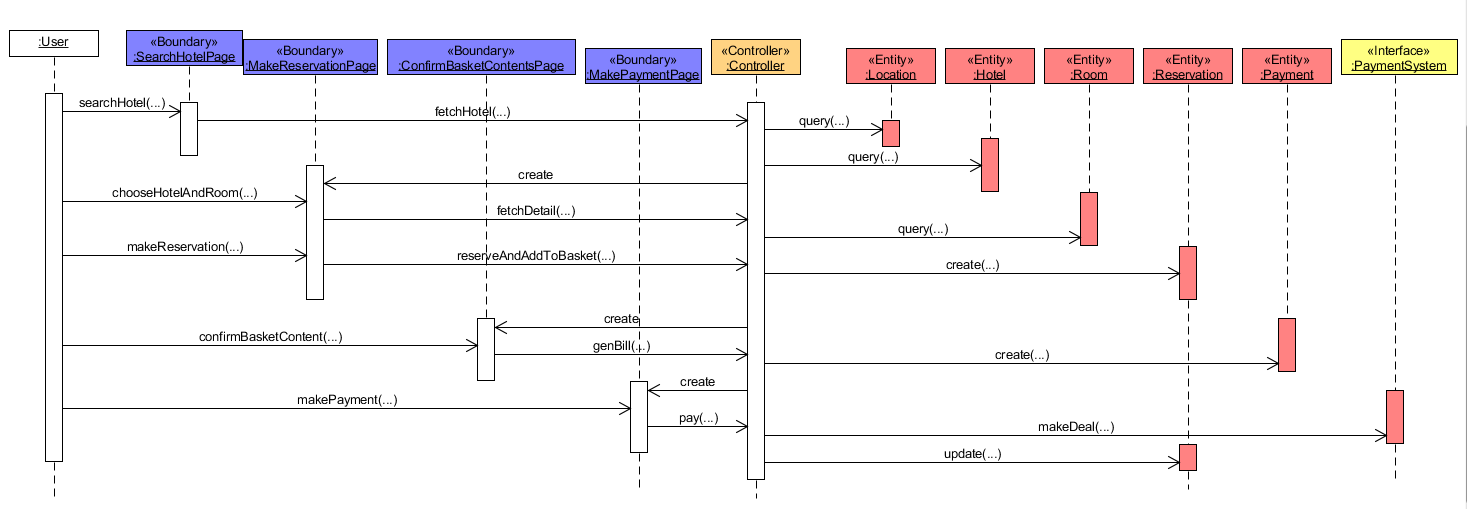 :User
«Boundary»
:SearchHotelPage
«Boundary»
:MakeReservationPage
«Boundary»
:ConfirmBasketContentsPage
«Boundary»
:MakePaymentPage
«Controller»
:Controller
«Entity»
:Location
«Entity»
:Hotel
«Entity»
:Room
«Entity»
:Reservation
«Entity»
:Payment
«Interface»
:PaymentSystem
searchHotel(...)
fetchHotel(...)
query(...)
query(...)
create
chooseHotelAndRoom(...)
fetchDetail(...)
query(...)
makeReservation(...)
reserveAndAddToBasket(...)
create(...)
create
confirmBasketContent(...)
genBill(...)
create(...)
create
makePayment(...)
pay(...)
makeDeal(...)
update(...)